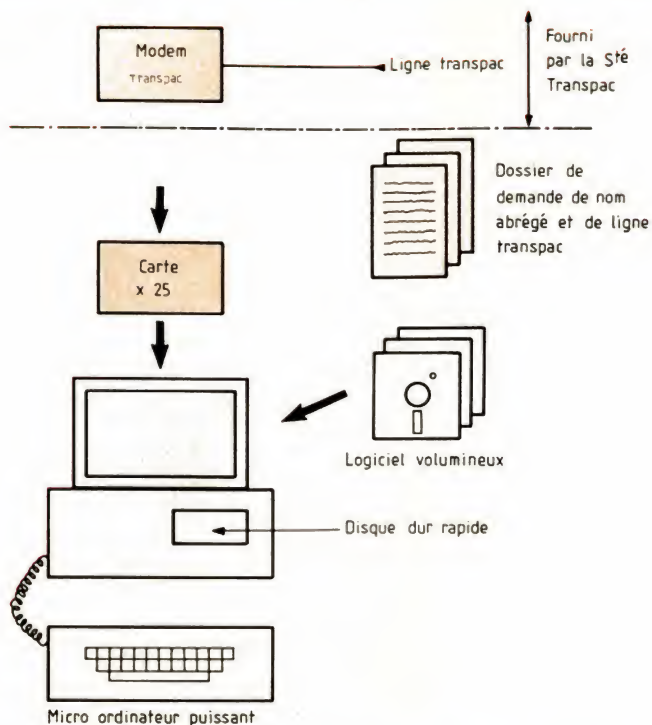 Modem
Transpac
Ligne transpac
Fourni
par la Sté
Transpac
Dossier de
demande de nom
abrégé et de ligne
transpac
Carte
x 25
Logiciel volumineux
Disque dur rapide
Micro ordinateur puissant